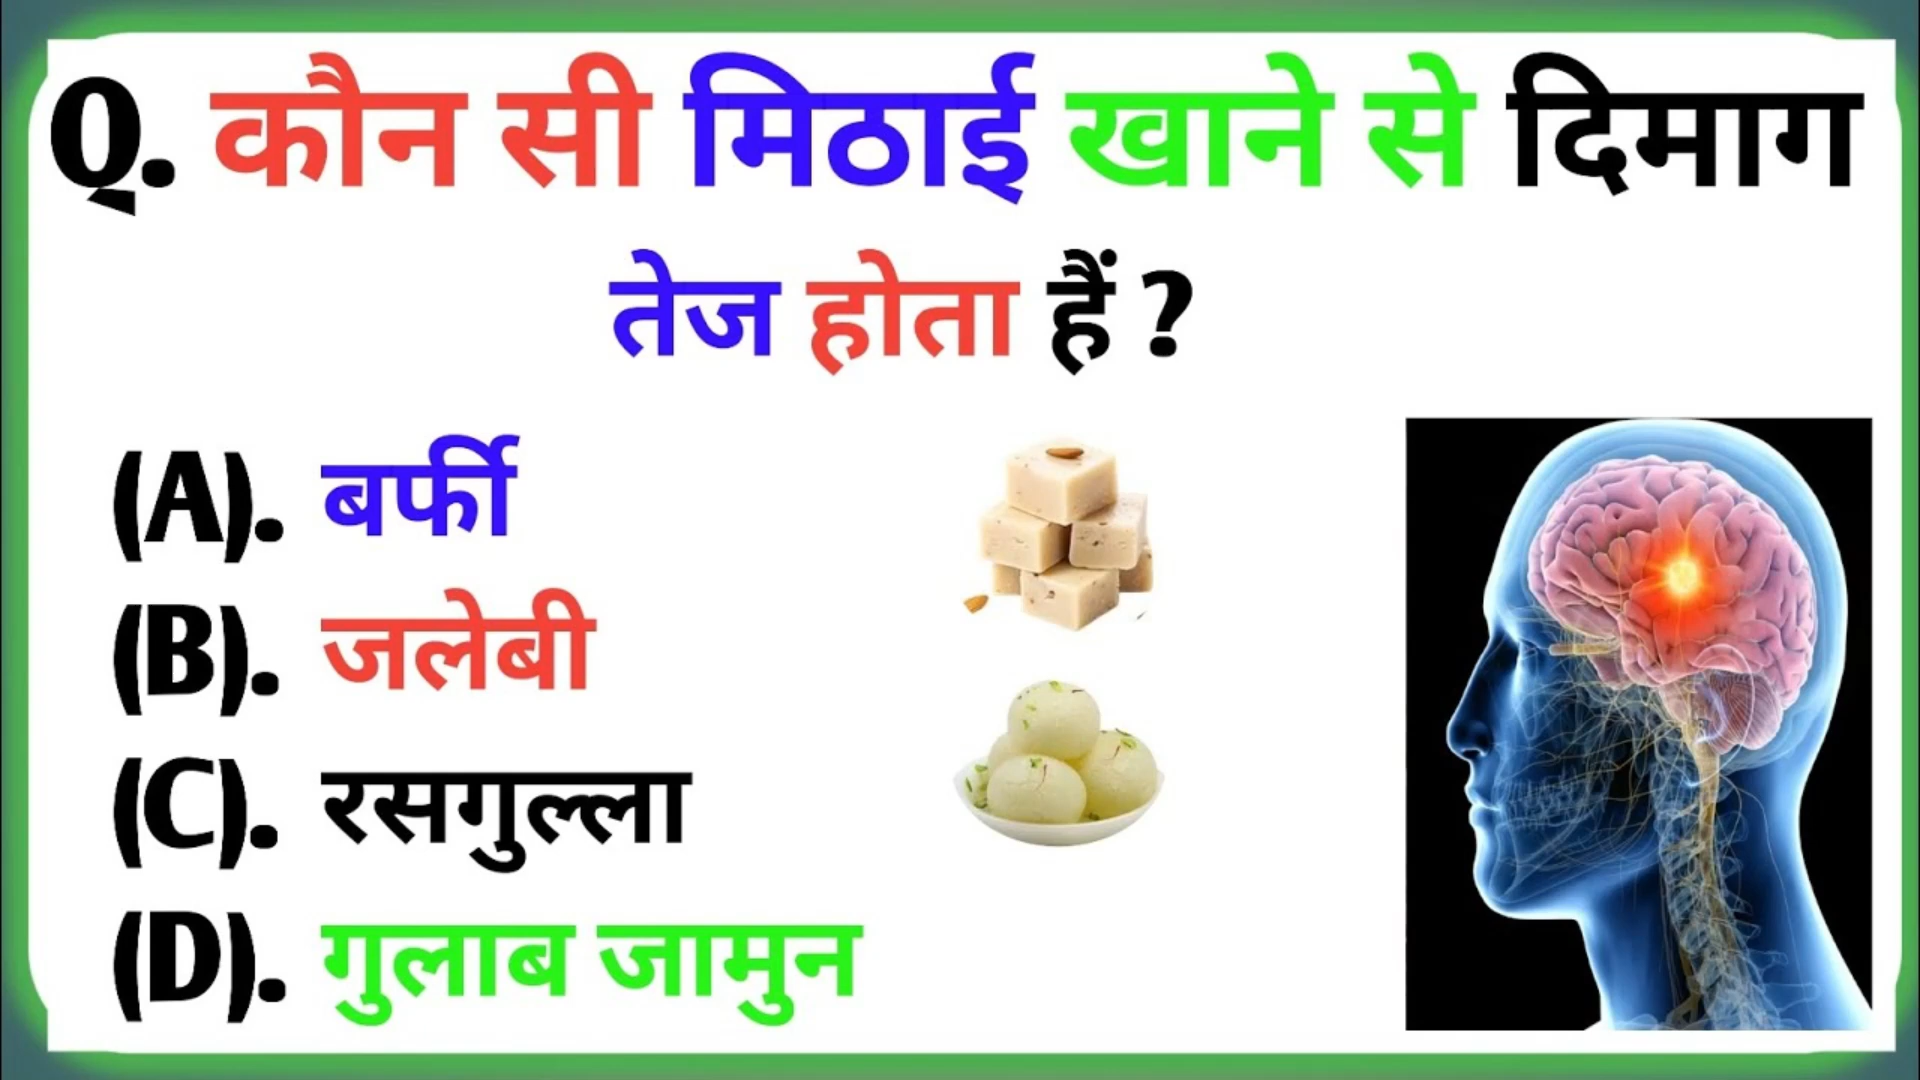 Q. कौन सी मिठाई खाने से दिमाग
तेज होता हैं ?
(A). बर्फी
(B). जलेबी
(C). रसगुल्ला
(D). गुलाब जामुन